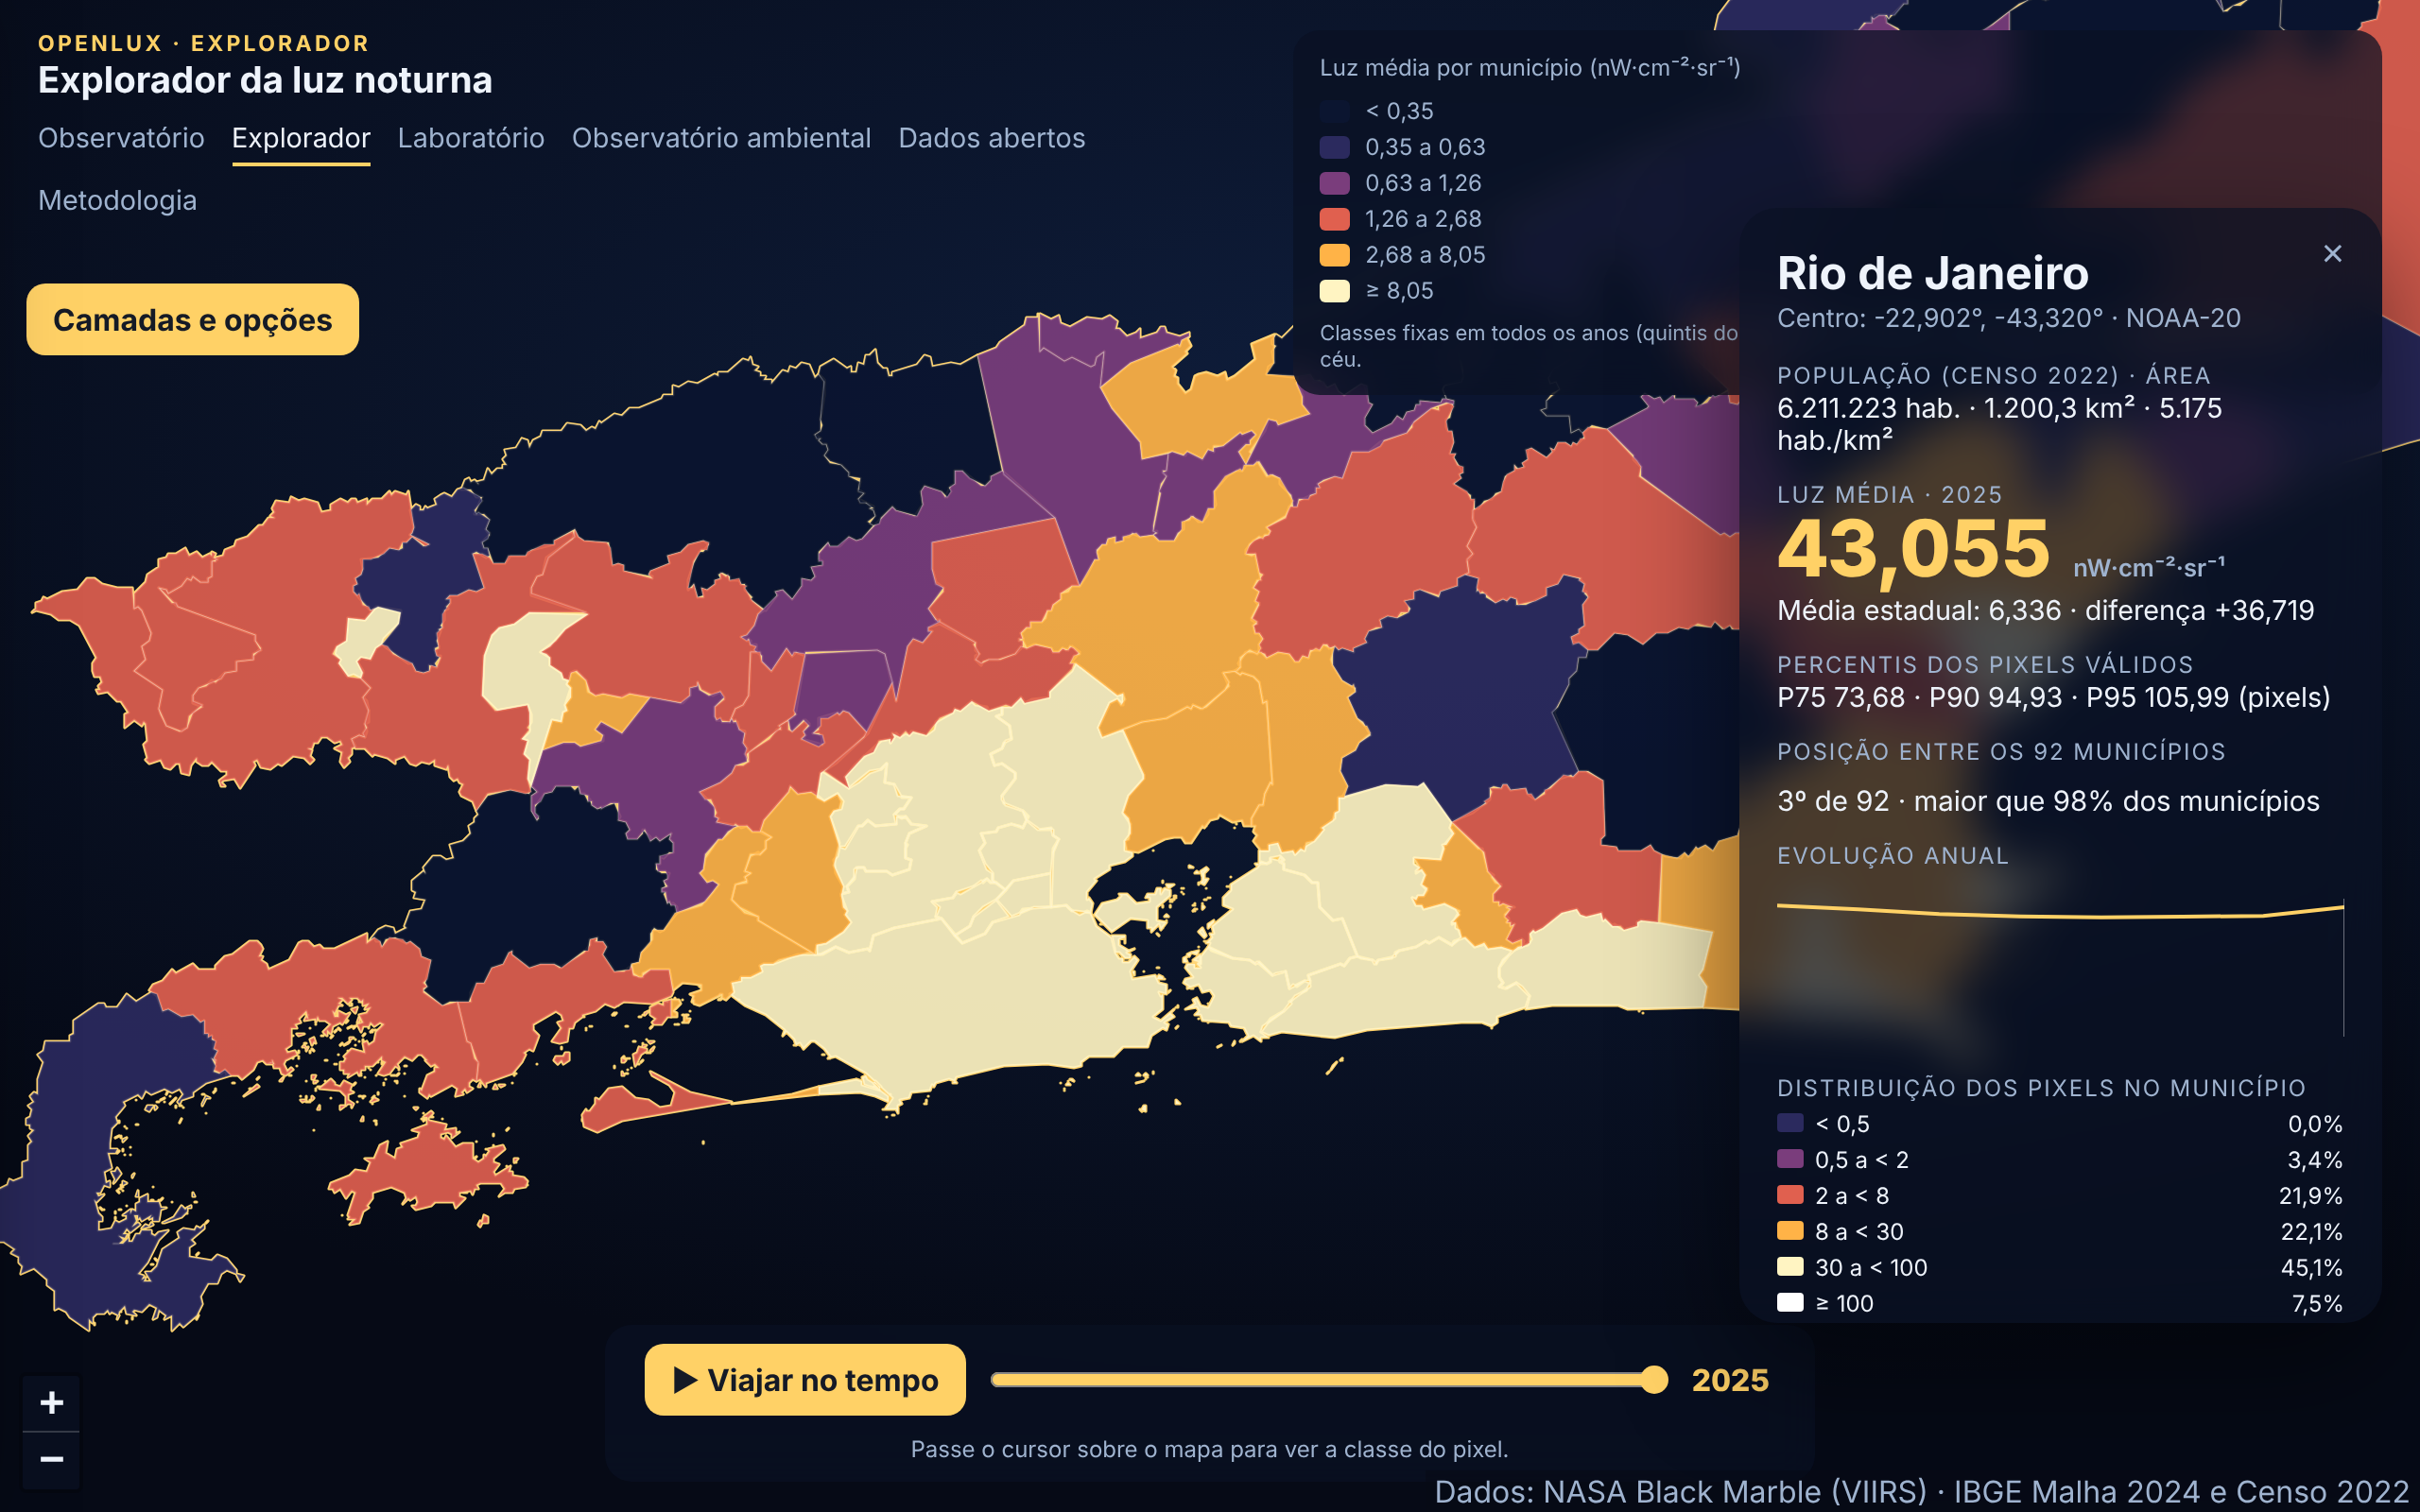 OPENLUX · EXPLORADOR
Explorador da luz noturna
Observatório Explorador Laboratório Observatório ambiental Dados abertos
Metodologia
Camadas e opções
Luz média por município (nW·cm⁻²·sr⁻¹)
< 0,35
0,35 a 0,63
0,63 a 1,26
1,26 a 2,68
2,68 a 8,05
≥ 8,05
Classes fixas em todos os anos (quintis do
céu.
×
Rio de Janeiro
Centro: -22,902°, -43,320° · NOAA-20
POPULAÇÃO (CENSO 2022) · ÁREA
6.211.223 hab. · 1.200,3 km² · 5.175
hab./km²
LUZ MÉDIA · 2025
43,055 nW·cm⁻²·sr⁻¹
Média estadual: 6,336 · diferença +36,719
PERCENTIS DOS PIXELS VÁLIDOS
P75 73,68 · P90 94,93 · P95 105,99 (pixels)
POSIÇÃO ENTRE OS 92 MUNICÍPIOS
3º de 92 · maior que 98% dos municípios
EVOLUÇÃO ANUAL
DISTRIBUIÇÃO DOS PIXELS NO MUNICÍPIO
< 0,5 0,0%
0,5 a < 2 3,4%
2 a < 8 21,9%
8 a < 30 22,1%
30 a < 100 45,1%
≥ 100 7,5%
▶ Viajar no tempo 2025
Passe o cursor sobre o mapa para ver a classe do pixel.
+
−
Dados: NASA Black Marble (VIIRS) · IBGE Malha 2024 e Censo 2022